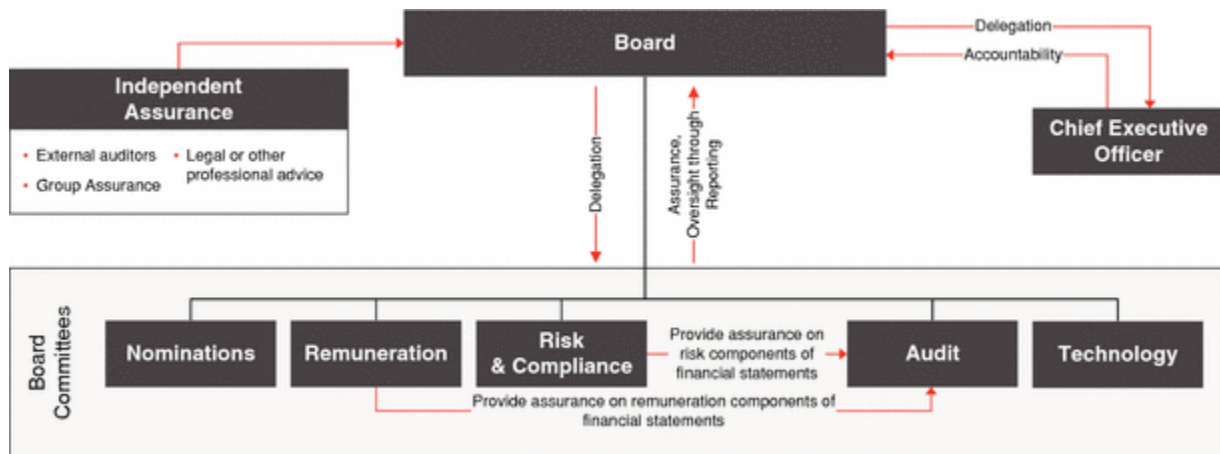 Board
Delegation
Accountability
Independent
Assurance
• External auditors
• Group Assurance
• Legal or other
professional advice
Chief Executive
Officer
Delegation
Assurance,
Oversight through
Reporting
Board
Committees
Nominations
Remuneration
Risk
& Compliance
Provide assurance on
risk components of
financial statements
Audit
Technology
Provide assurance on remuneration components of
financial statements